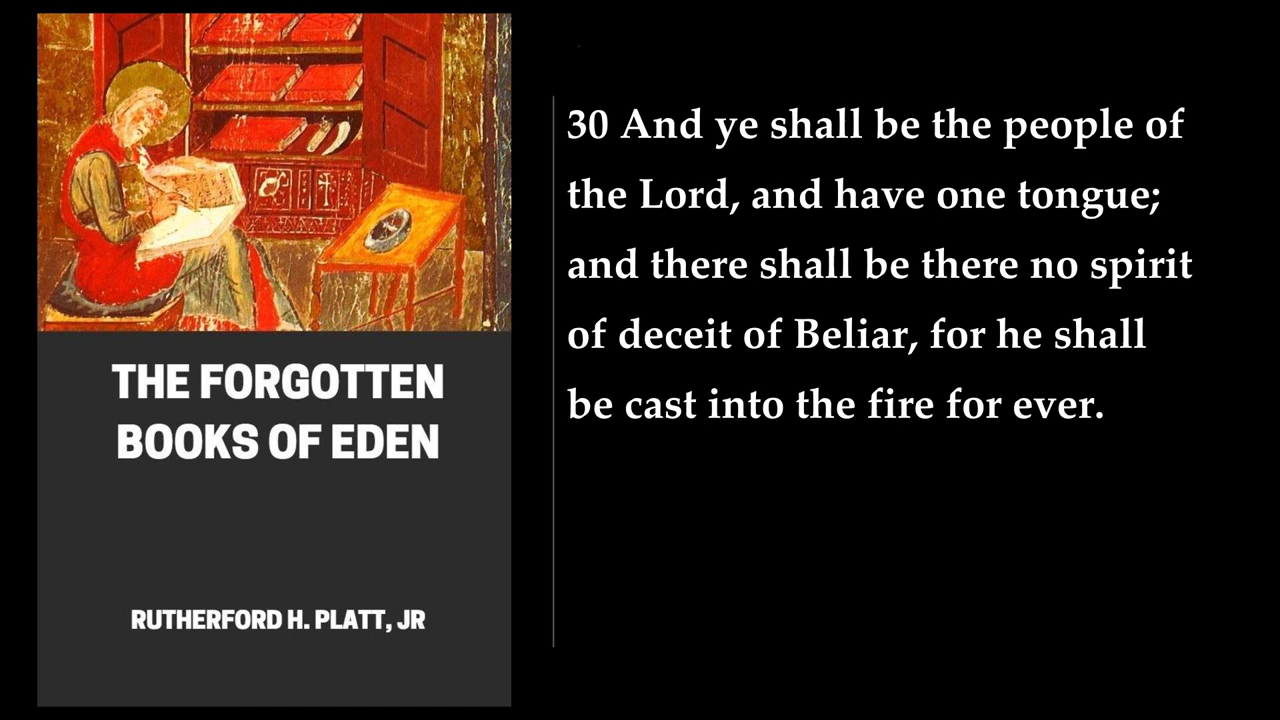 THE FORGOTTEN
BOOKS OF EDEN
RUTHERFORD H. PLATT, JR
30 And ye shall be the people of
the Lord, and have one tongue;
and there shall be there no spirit
of deceit of Beliar, for he shall
be cast into the fire for ever.